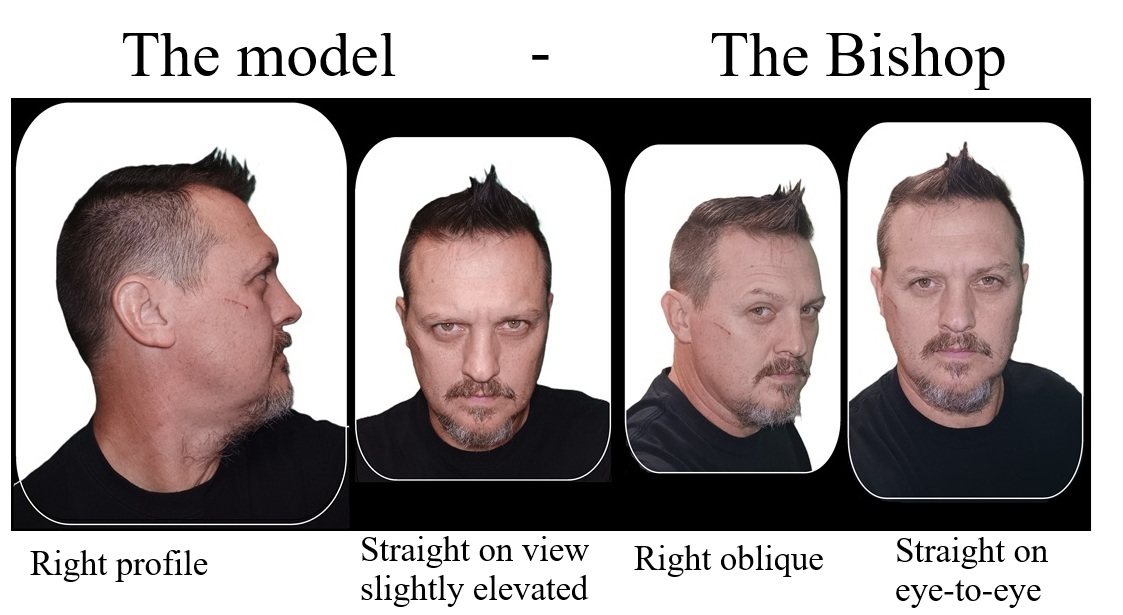 The model - The Bishop
Right profile
Straight on view
slightly elevated
Right oblique
Straight on
eye-to-eye